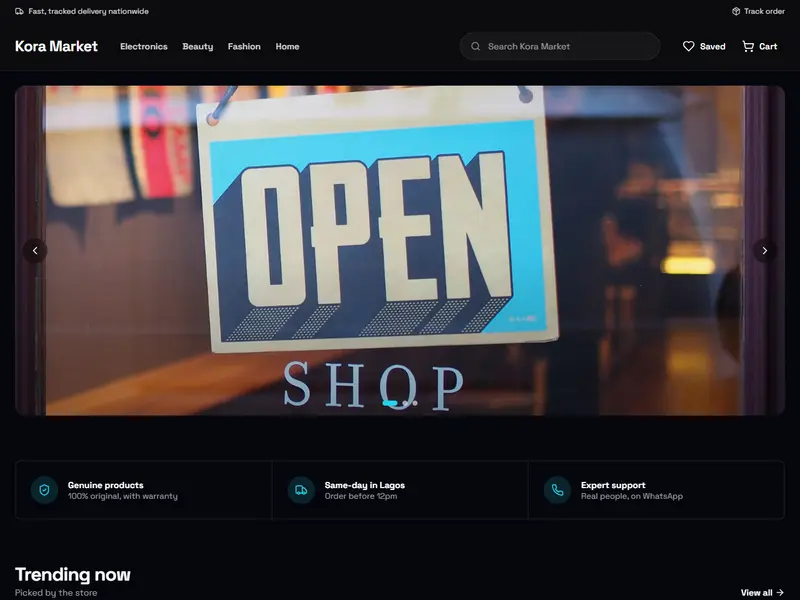 Fast, tracked delivery nationwide
Track order
Kora Market
Electronics
Beauty
Fashion
Home
Search Kora Market
Saved
Cart
OPEN
SHOP
Genuine products
100% original, with warranty
Same-day in Lagos
Order before 12pm
Expert support
Real people, on WhatsApp
Trending now
Picked by the store
View all